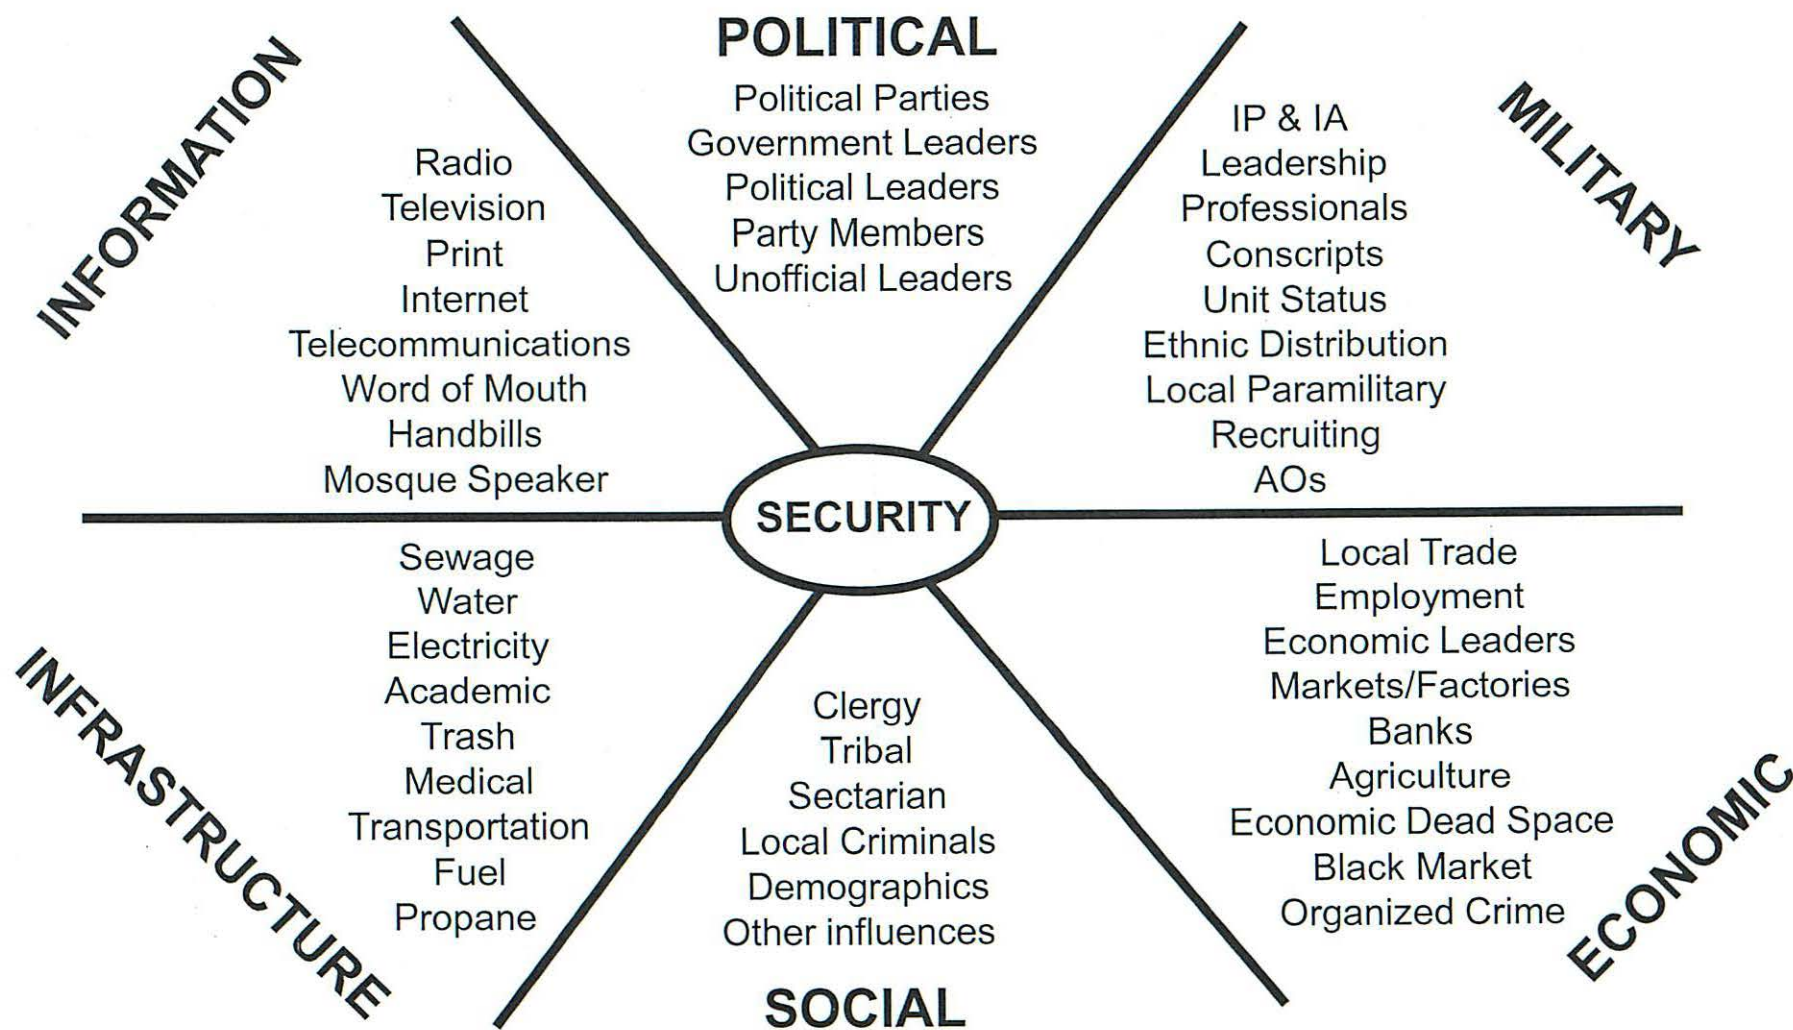 POLITICAL
Political Parties
Government Leaders
Political Leaders
Party Members
Unofficial Leaders
MILITARY
IP & IA
Leadership
Professionals
Conscripts
Unit Status
Ethnic Distribution
Local Paramilitary
Recruiting
AOs
INFORMATION
Radio
Television
Print
Internet
Telecommunications
Word of Mouth
Handbills
Mosque Speaker
SECURITY
INFRASTRUCTURE
Sewage
Water
Electricity
Academic
Trash
Medical
Transportation
Fuel
Propane
Clergy
Tribal
Sectarian
Local Criminals
Demographics
Other influences
SOCIAL
Local Trade
Employment
Economic Leaders
Markets/Factories
Banks
Agriculture
Economic Dead Space
Black Market
Organized Crime
ECONOMIC